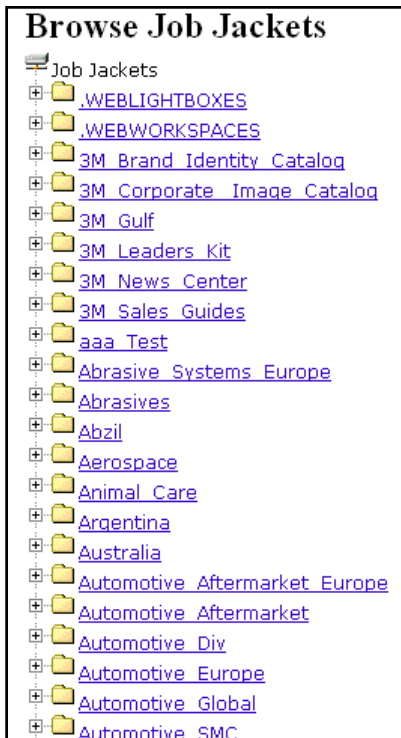 Browse Job Jackets
Job Jackets
.WEBLIGHTBOXES
.WEBWORKSPACES
3M_Brand_Identity_Catalog
3M_Corporate__Image_Catalog
3M_Gulf
3M_Leaders_Kit
3M_News_Center
3M_Sales_Guides
aaa_Test
Abrasive_Systems_Europe
Abrasives
Abzil
Aerospace
Animal_Care
Argentina
Australia
Automotive_Aftermarket_Europe
Automotive_Aftermarket
Automotive_Div
Automotive_Europe
Automotive_Global
Automotive_SMC